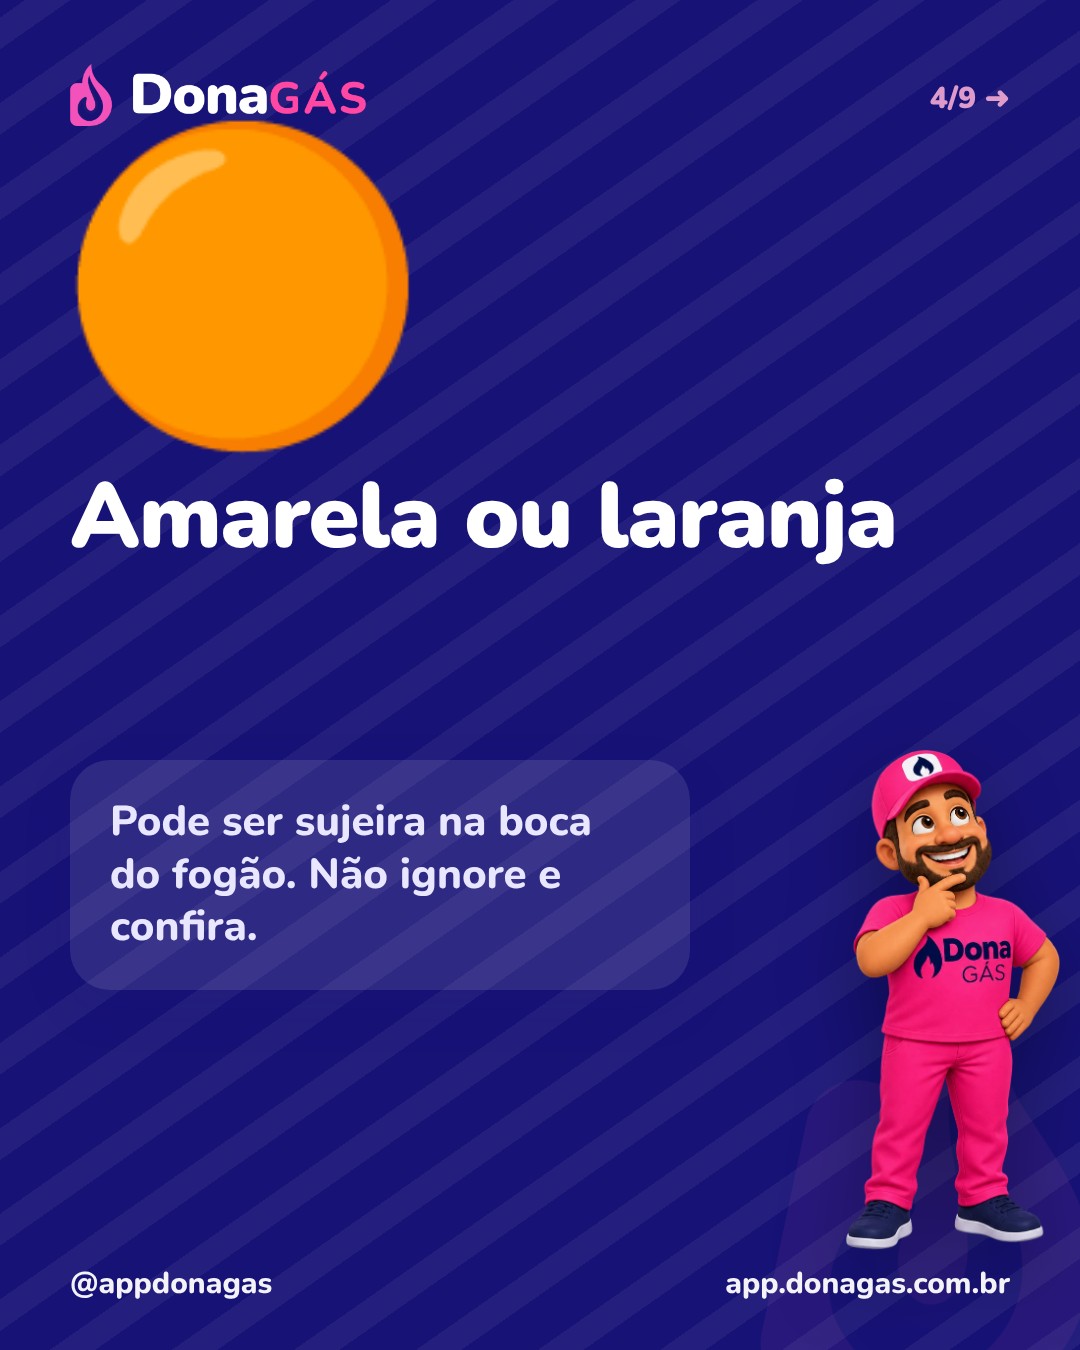 DonaGÁS
4/9 →
Amarela ou laranja
Pode ser sujeira na boca
do fogão. Não ignore e
confira.
Dona
GÁS
@appdonagas
app.donagas.com.br